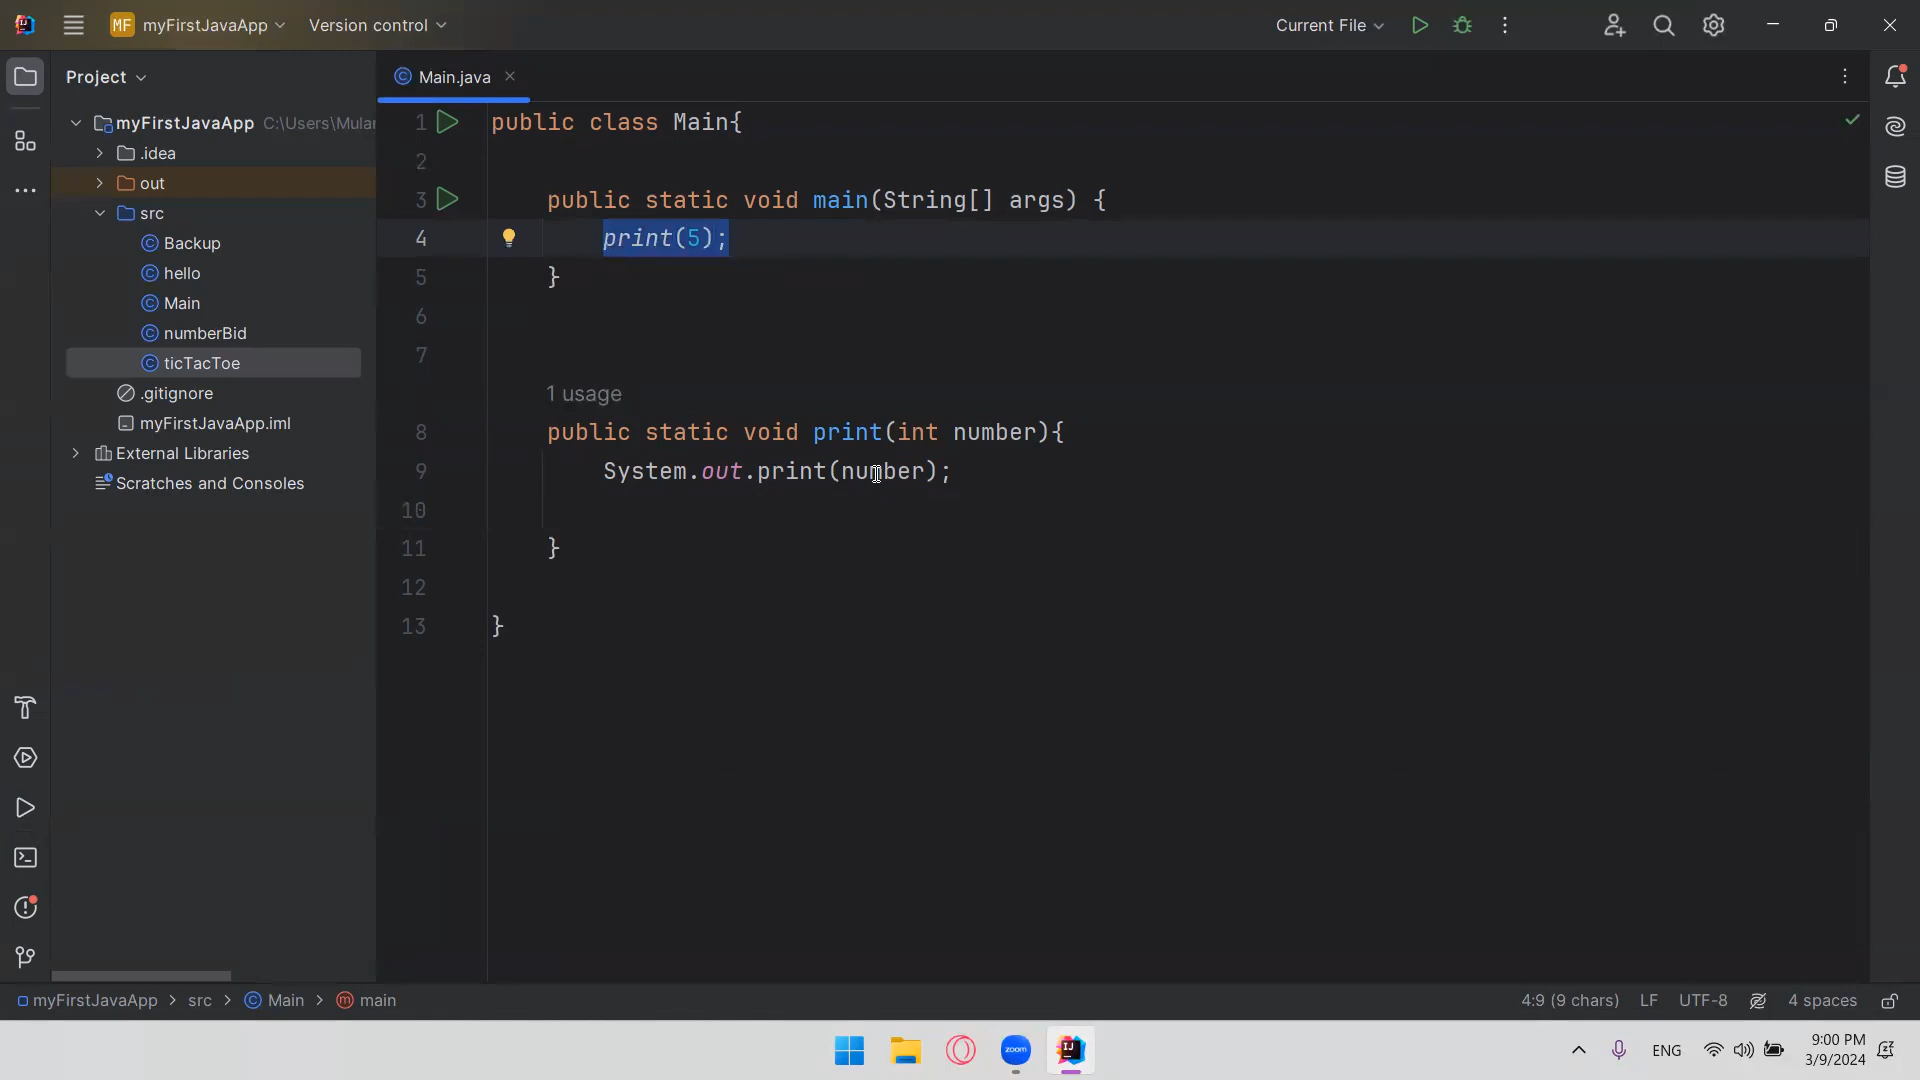 MF myFirstJavaApp Version control Current File
Project
Main.java
myFirstJavaApp C:\Users\Mular
.idea
out
src
Backup
hello
Main
numberBid
ticTacToe
.gitignore
myFirstJavaApp.iml
External Libraries
Scratches and Consoles
1 public class Main{
2
3 public static void main(String[] args) {
4 print(5);
5 }
6
7
1 usage
8 public static void print(int number){
9 System.out.print(number);
10
11 }
12
13 }
myFirstJavaApp > src > Main > main 4:9 (9 chars) LF UTF-8 4 spaces
zoom IJ ENG 9:00 PM
3/9/2024